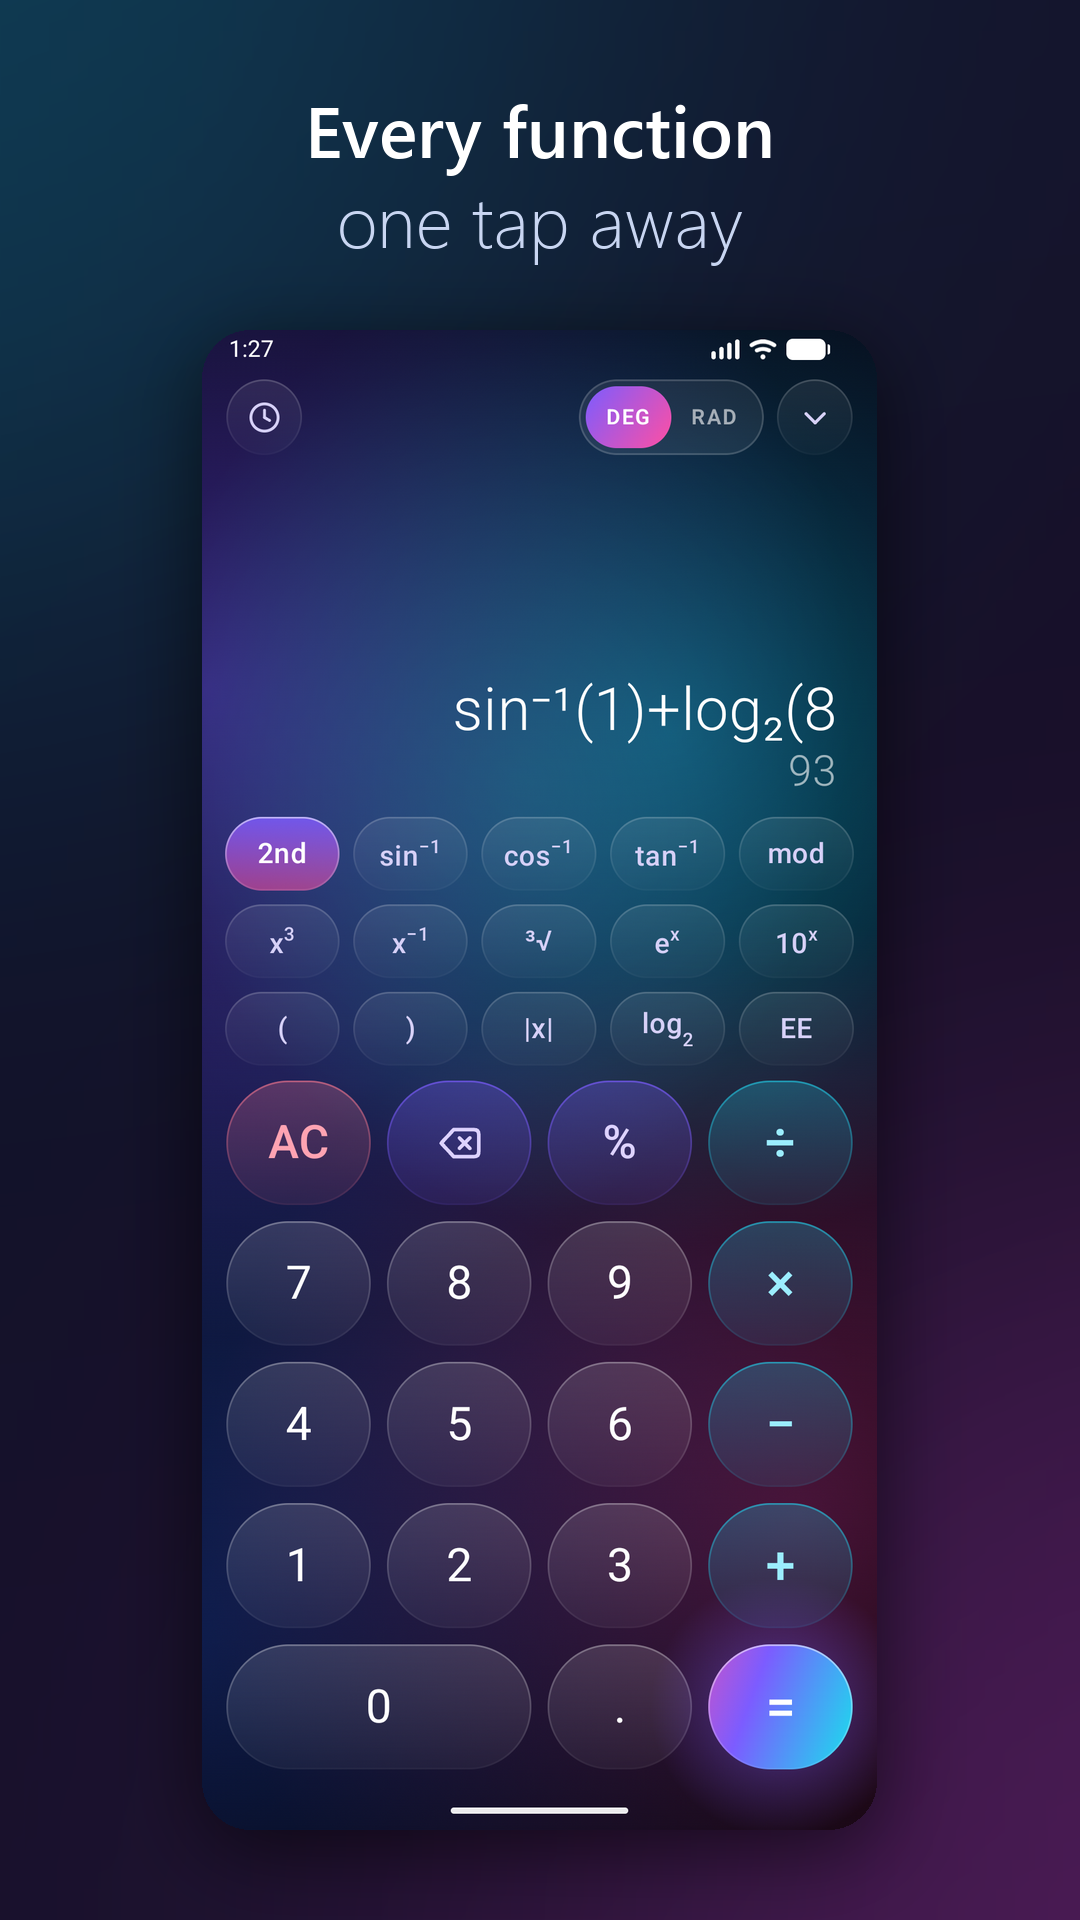 Every function
one tap away
1:27
DEG RAD
sin⁻¹(1)+log₂(8
93
2nd sin⁻¹ cos⁻¹ tan⁻¹ mod
x³ x⁻¹ ³√ eˣ 10ˣ
( ) |x| log₂ EE
AC % ÷
7 8 9 ×
4 5 6 −
1 2 3 +
0 . =